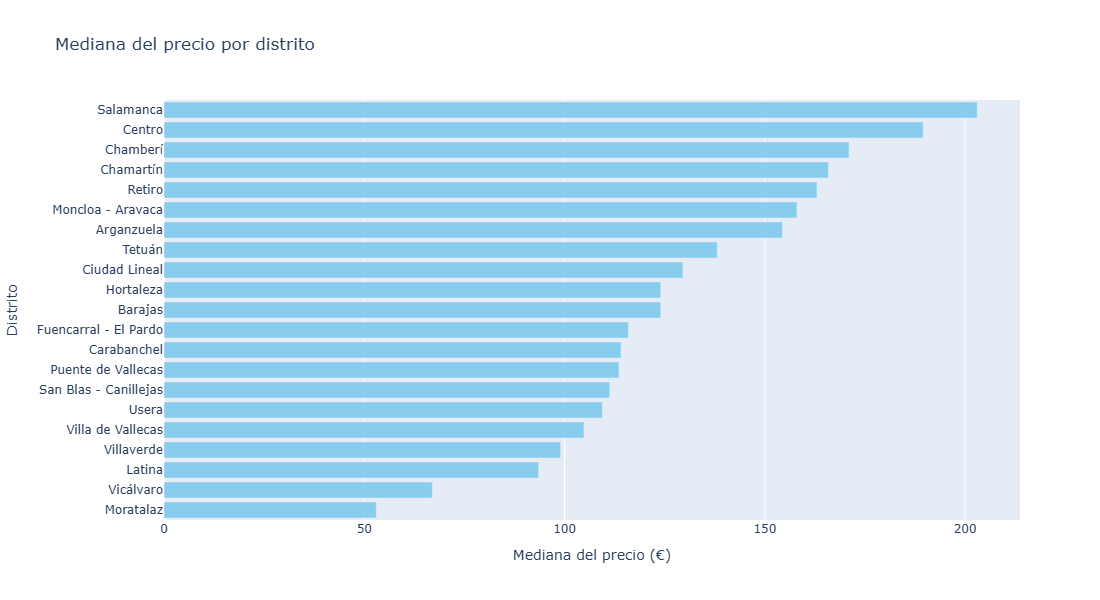 Mediana del precio por distrito
Distrito
Salamanca
Centro
Chamberí
Chamartín
Retiro
Moncloa - Aravaca
Arganzuela
Tetuán
Ciudad Lineal
Hortaleza
Barajas
Fuencarral - El Pardo
Carabanchel
Puente de Vallecas
San Blas - Canillejas
Usera
Villa de Vallecas
Villaverde
Latina
Vicálvaro
Moratalaz
0 50 100 150 200
Mediana del precio (€)